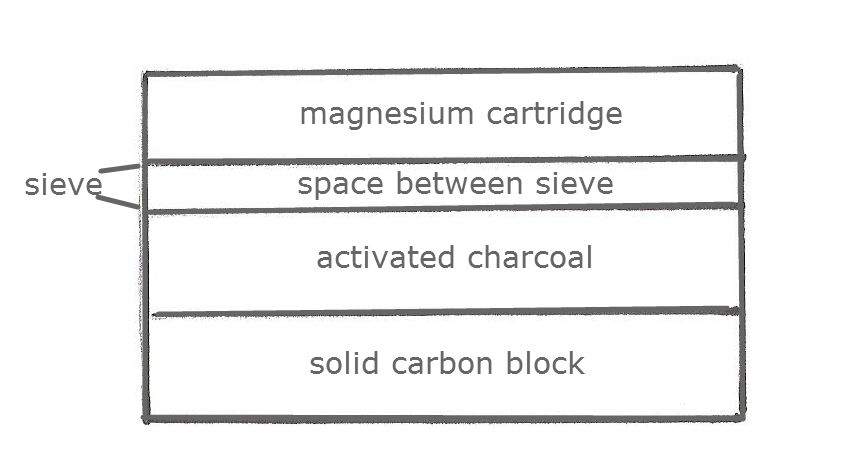 magnesium cartridge
sieve
space between sieve
activated charcoal
solid carbon block